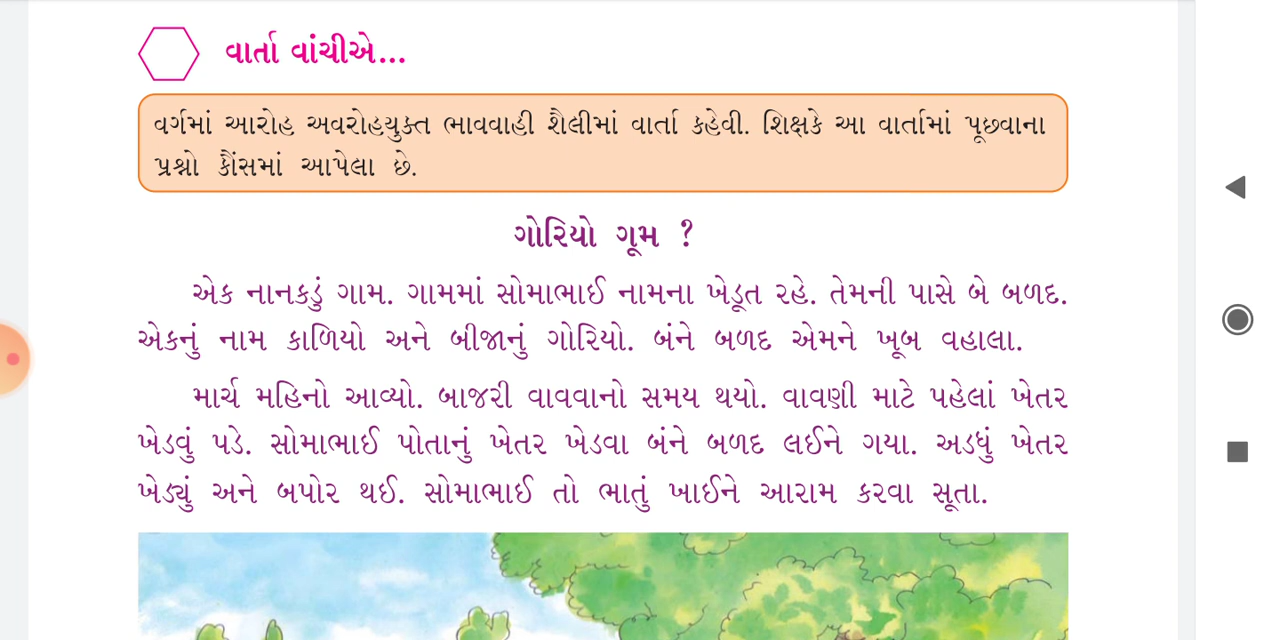 વાર્તા વાંચીએ...
વર્ગમાં આરોહ અવરોહયુક્ત ભાવવાહી શૈલીમાં વાર્તા કહેવી. શિક્ષકે આ વાર્તામાં પૂછવાના
પ્રશ્નો કૌંસમાં આપેલા છે.
ગોરિયો ગૂમ ?
એક નાનકડું ગામ. ગામમાં સોમાભાઈ નામના ખેડૂત રહે. તેમની પાસે બે બળદ.
એકનું નામ કાળિયો અને બીજાનું ગોરિયો. બંને બળદ એમને ખૂબ વહાલા.
માર્ચ મહિનો આવ્યો. બાજરી વાવવાનો સમય થયો. વાવણી માટે પહેલાં ખેતર
ખેડવું પડે. સોમાભાઈ પોતાનું ખેતર ખેડવા બંને બળદ લઈને ગયા. અડધું ખેતર
ખેડ્યું અને બપોર થઈ. સોમાભાઈ તો ભાતું ખાઈને આરામ કરવા સૂતા.